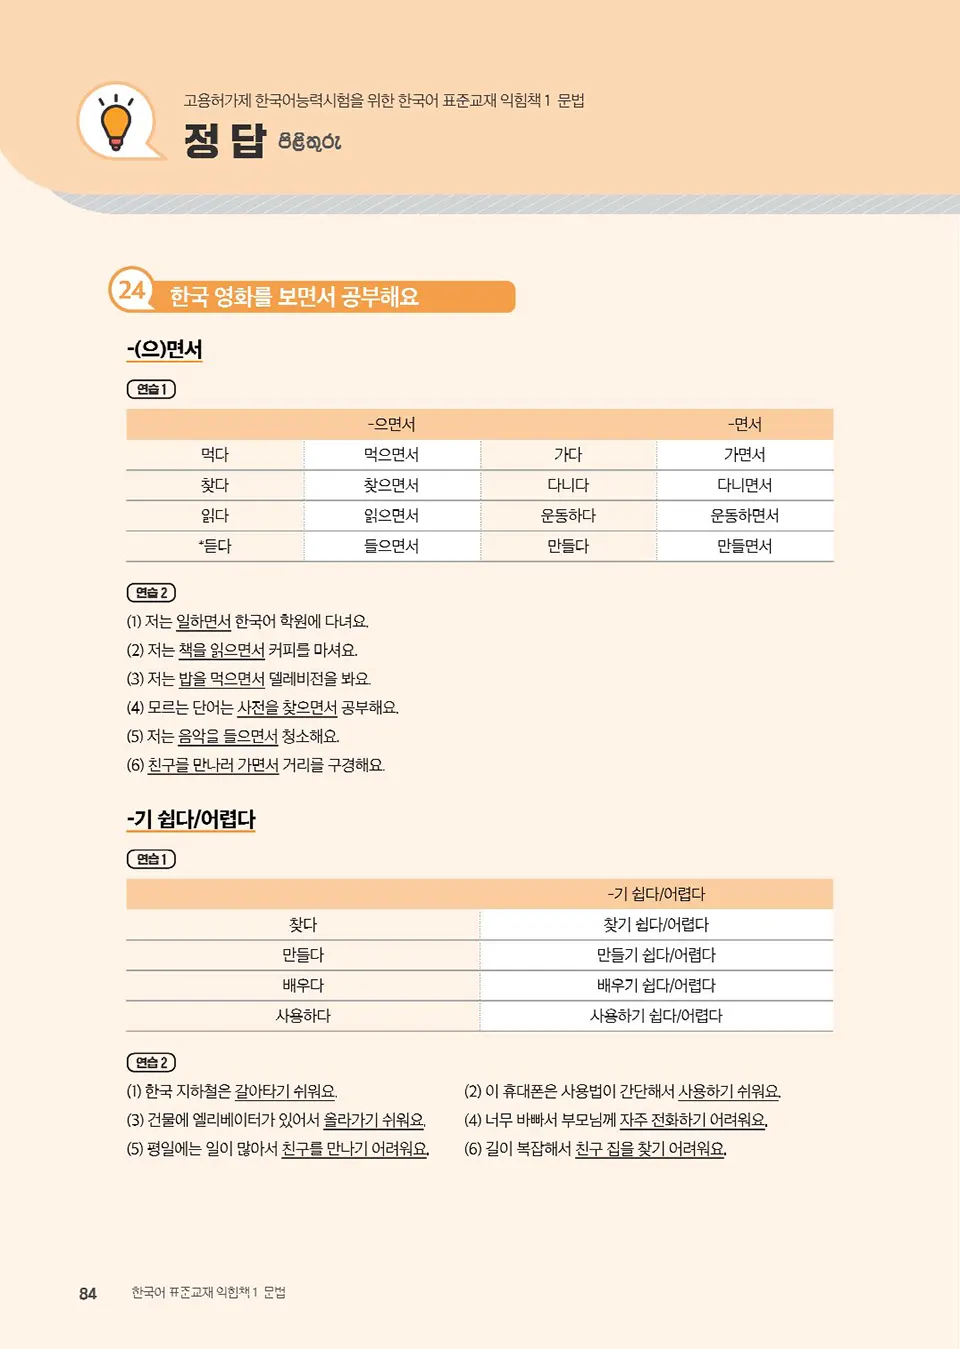 고용허가제 한국어능력시험을 위한 한국어 표준교재 익힘책 1 문법
정답 පිළිතුරු
24 한국 영화를 보면서 공부해요
-(으)면서
연습 1
-으면서 -면서
먹다 먹으면서 가다 가면서
찾다 찾으면서 다니다 다니면서
읽다 읽으면서 운동하다 운동하면서
*듣다 들으면서 만들다 만들면서
연습 2
(1) 저는 일하면서 한국어 학원에 다녀요.
(2) 저는 책을 읽으면서 커피를 마셔요.
(3) 저는 밥을 먹으면서 델레비전을 봐요.
(4) 모르는 단어는 사전을 찾으면서 공부해요.
(5) 저는 음악을 들으면서 청소해요.
(6) 친구를 만나러 가면서 거리를 구경해요.
-기 쉽다/어렵다
연습 1
-기 쉽다/어렵다
찾다 찾기 쉽다/어렵다
만들다 만들기 쉽다/어렵다
배우다 배우기 쉽다/어렵다
사용하다 사용하기 쉽다/어렵다
연습 2
(1) 한국 지하철은 갈아타기 쉬워요. (2) 이 휴대폰은 사용법이 간단해서 사용하기 쉬워요.
(3) 건물에 엘리베이터가 있어서 올라가기 쉬워요. (4) 너무 바빠서 부모님께 자주 전화하기 어려워요.
(5) 평일에는 일이 많아서 친구를 만나기 어려워요. (6) 길이 복잡해서 친구 집을 찾기 어려워요.
84 한국어 표준교재 익힘책 1 문법